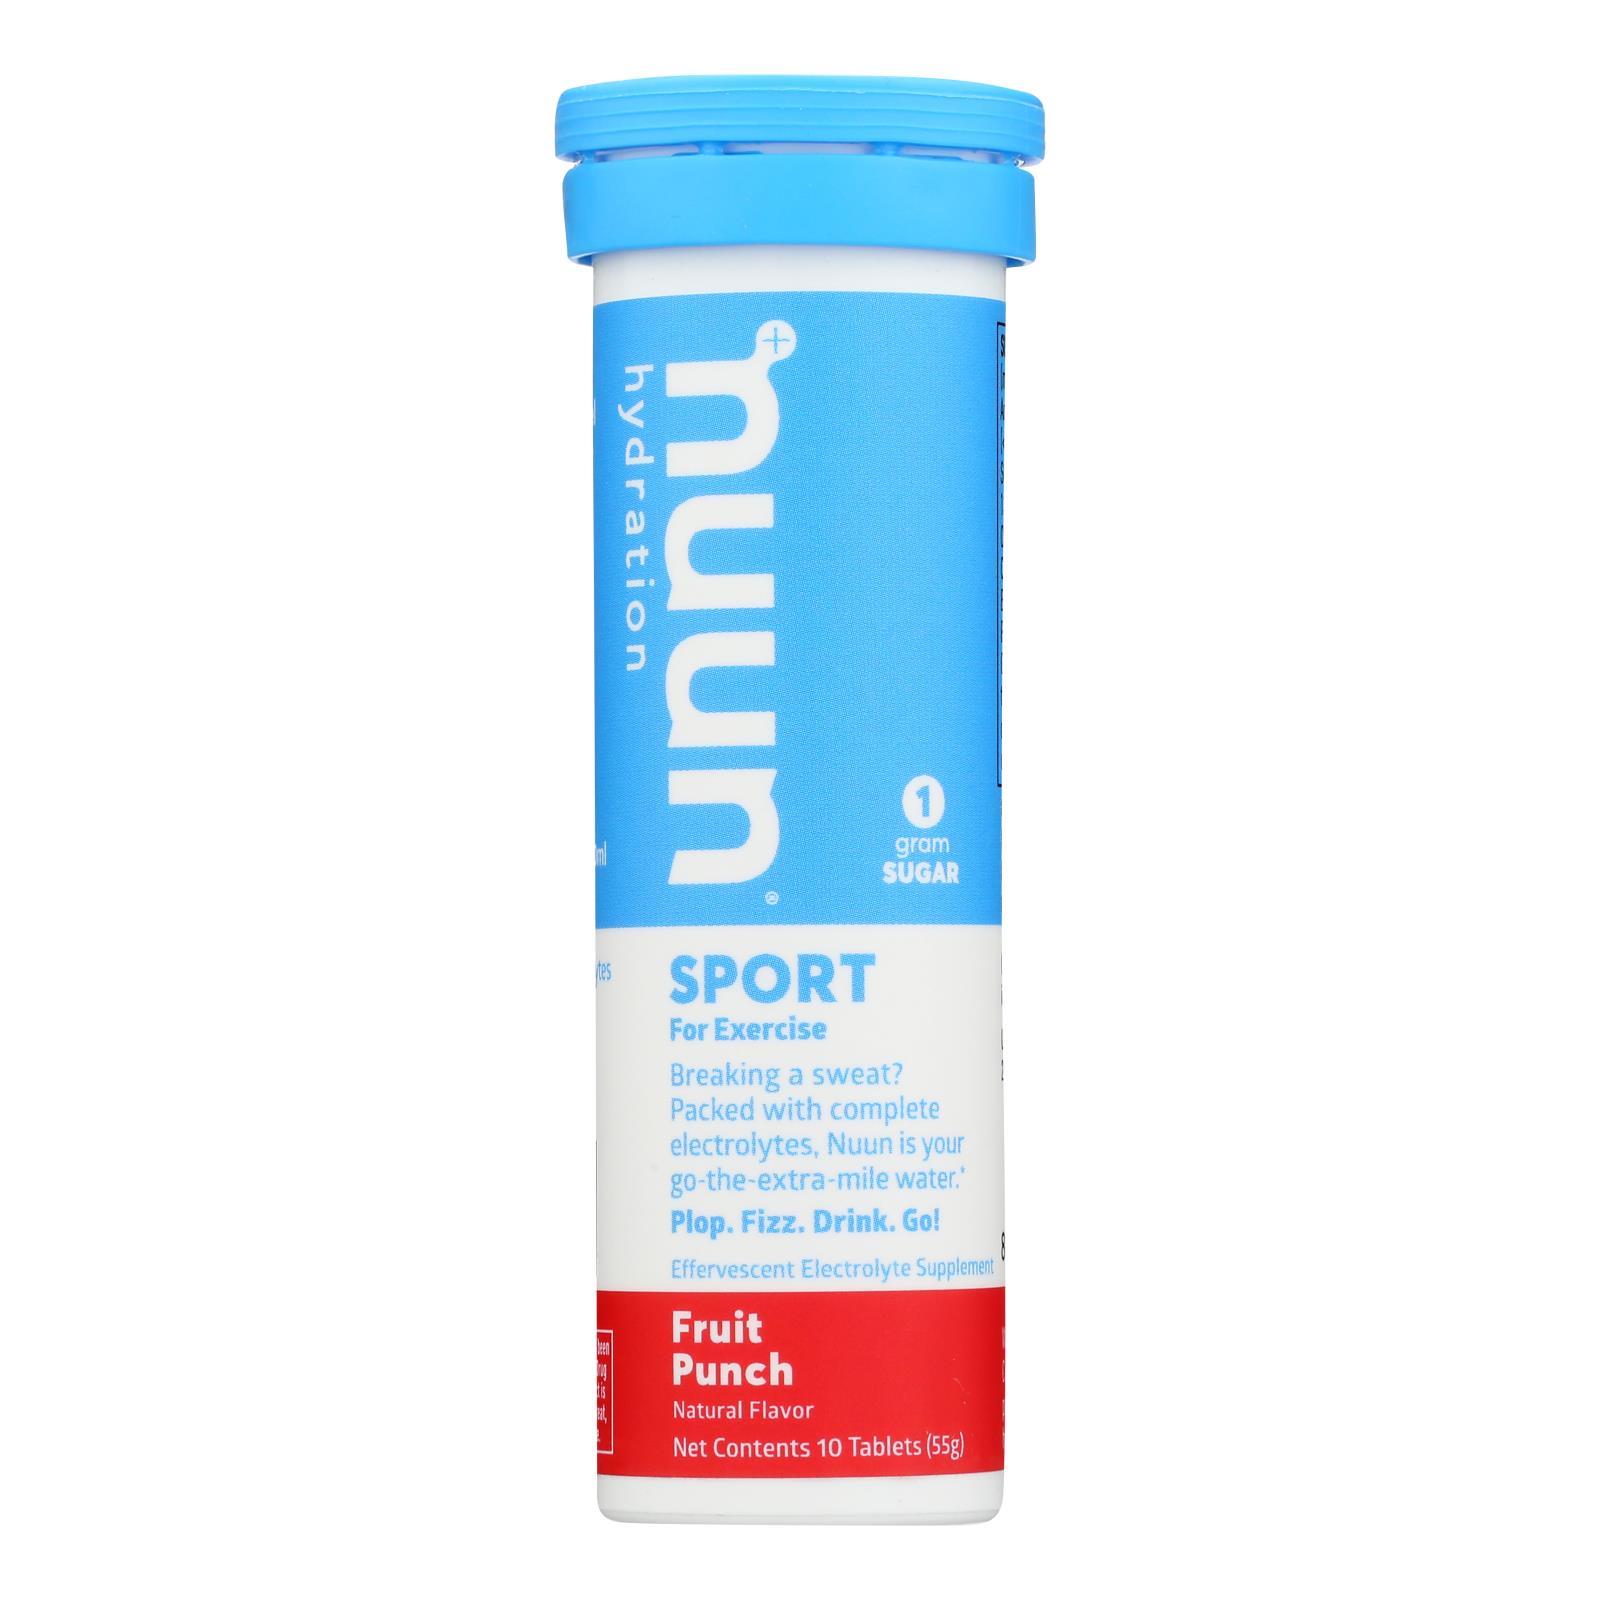 nuun®
hydration
1
gram
SUGAR
SPORT
For Exercise
Breaking a sweat?
Packed with complete
electrolytes, Nuun is your
go-the-extra-mile water.*
Plop. Fizz. Drink. Go!
Effervescent Electrolyte Supplement
Fruit
Punch
Natural Flavor
Net Contents 10 Tablets (55g)